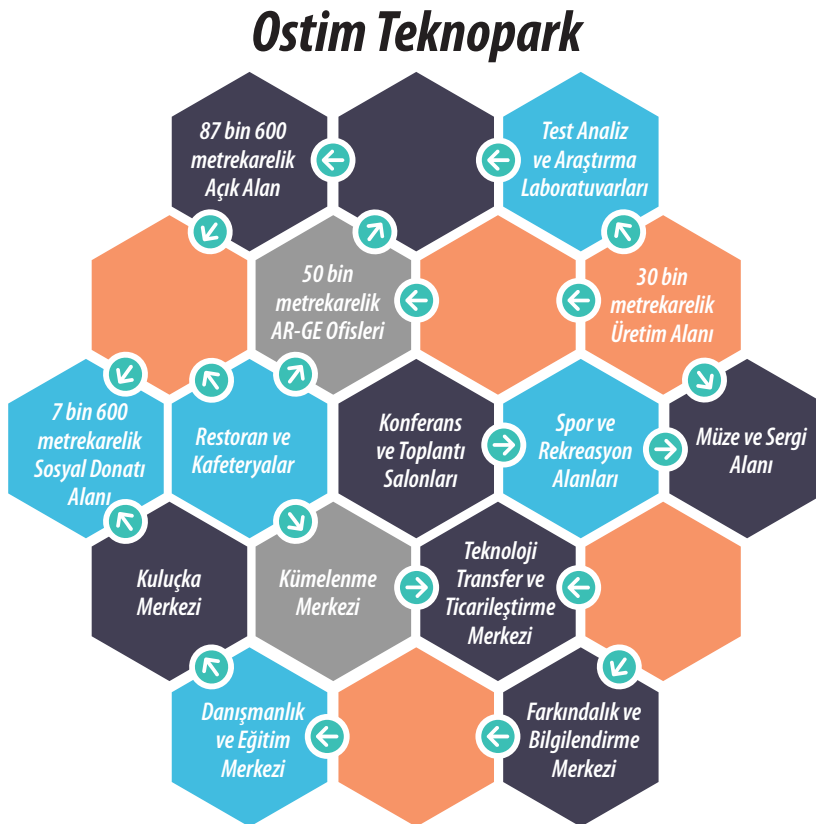 Ostim Teknopark
87 bin 600
metrekarelik
Açık Alan
Test Analiz
ve Araştırma
Laboratuvarları
50 bin
metrekarelik
AR-GE Ofisleri
30 bin
metrekarelik
Üretim Alanı
7 bin 600
metrekarelik
Sosyal Donatı
Alanı
Restoran ve
Kafeteryalar
Konferans
ve Toplantı
Salonları
Spor ve
Rekreasyon
Alanları
Müze ve Sergi
Alanı
Kuluçka
Merkezi
Kümelenme
Merkezi
Teknoloji
Transfer ve
Ticarileştirme
Merkezi
Danışmanlık
ve Eğitim
Merkezi
Farkındalık ve
Bilgilendirme
Merkezi